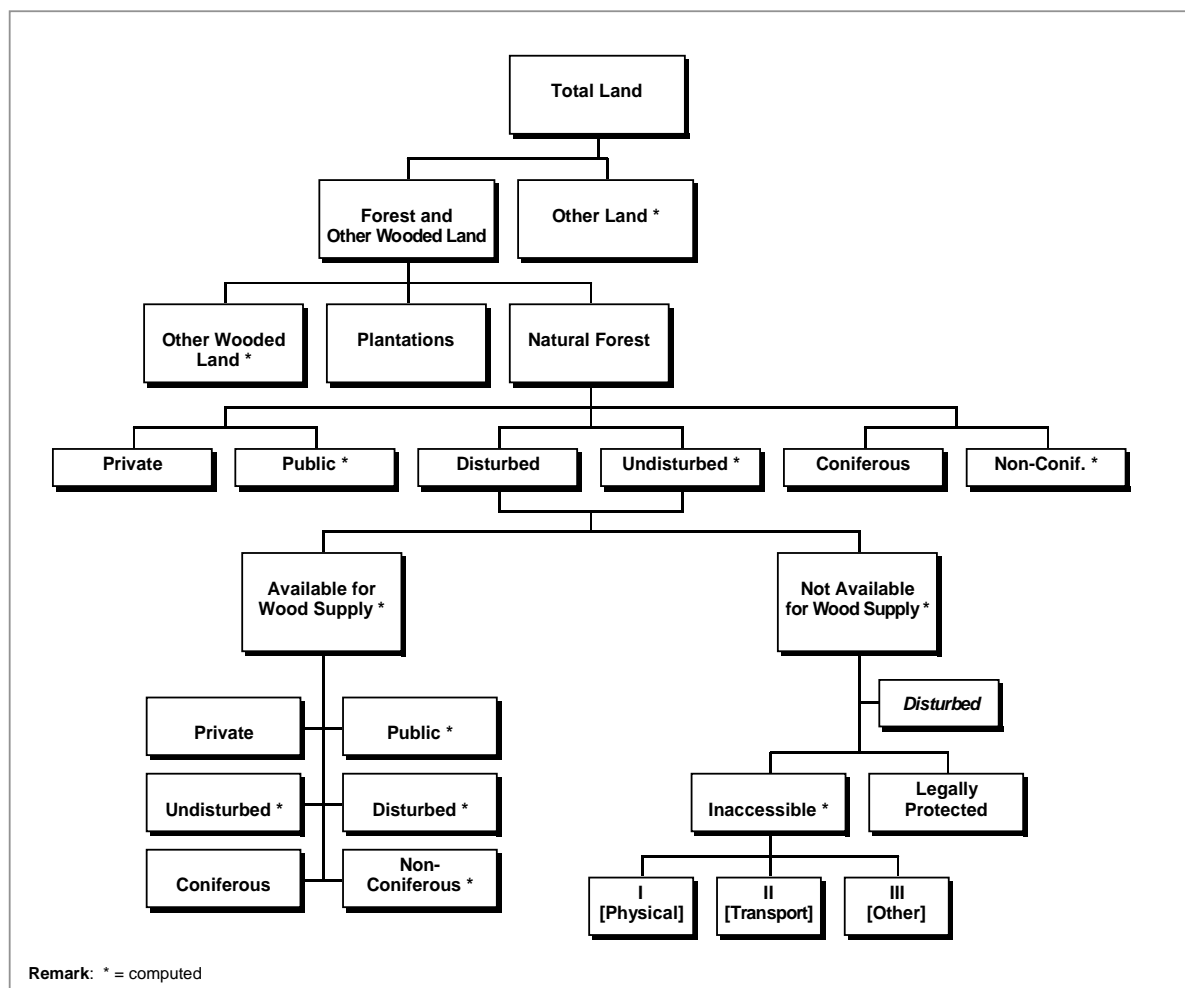 Total Land
Forest and
Other Wooded Land
Other Land *
Other Wooded
Land *
Plantations
Natural Forest
Private
Public *
Disturbed
Undisturbed *
Coniferous
Non-Conif. *
Available for
Wood Supply *
Not Available
for Wood Supply *
Disturbed
Private
Public *
Undisturbed *
Disturbed *
Coniferous
Non-
Coniferous *
Inaccessible *
Legally
Protected
I
[Physical]
II
[Transport]
III
[Other]
Remark: * = computed